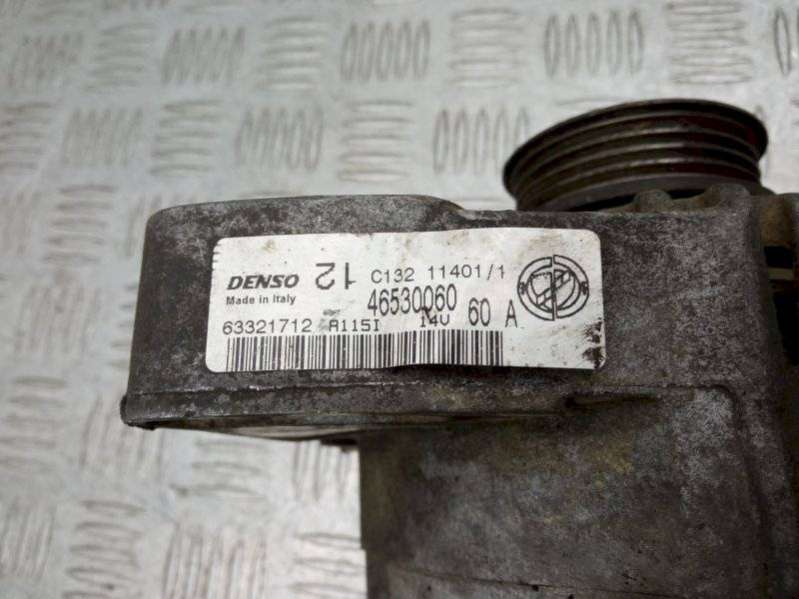 DENSO 12 C132 11401/1
Made in Italy 46530060 60 A
63321712 A115I 14V